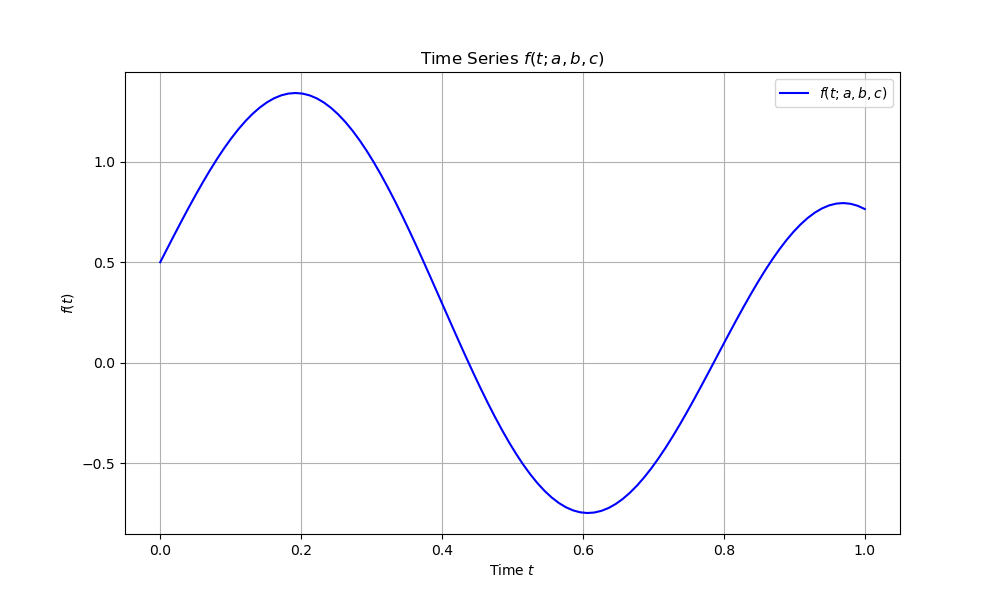 Time Series f(t; a, b, c)
f(t; a, b, c)
1.0
0.5
0.0
−0.5
f(t)
0.0 0.2 0.4 0.6 0.8 1.0
Time t